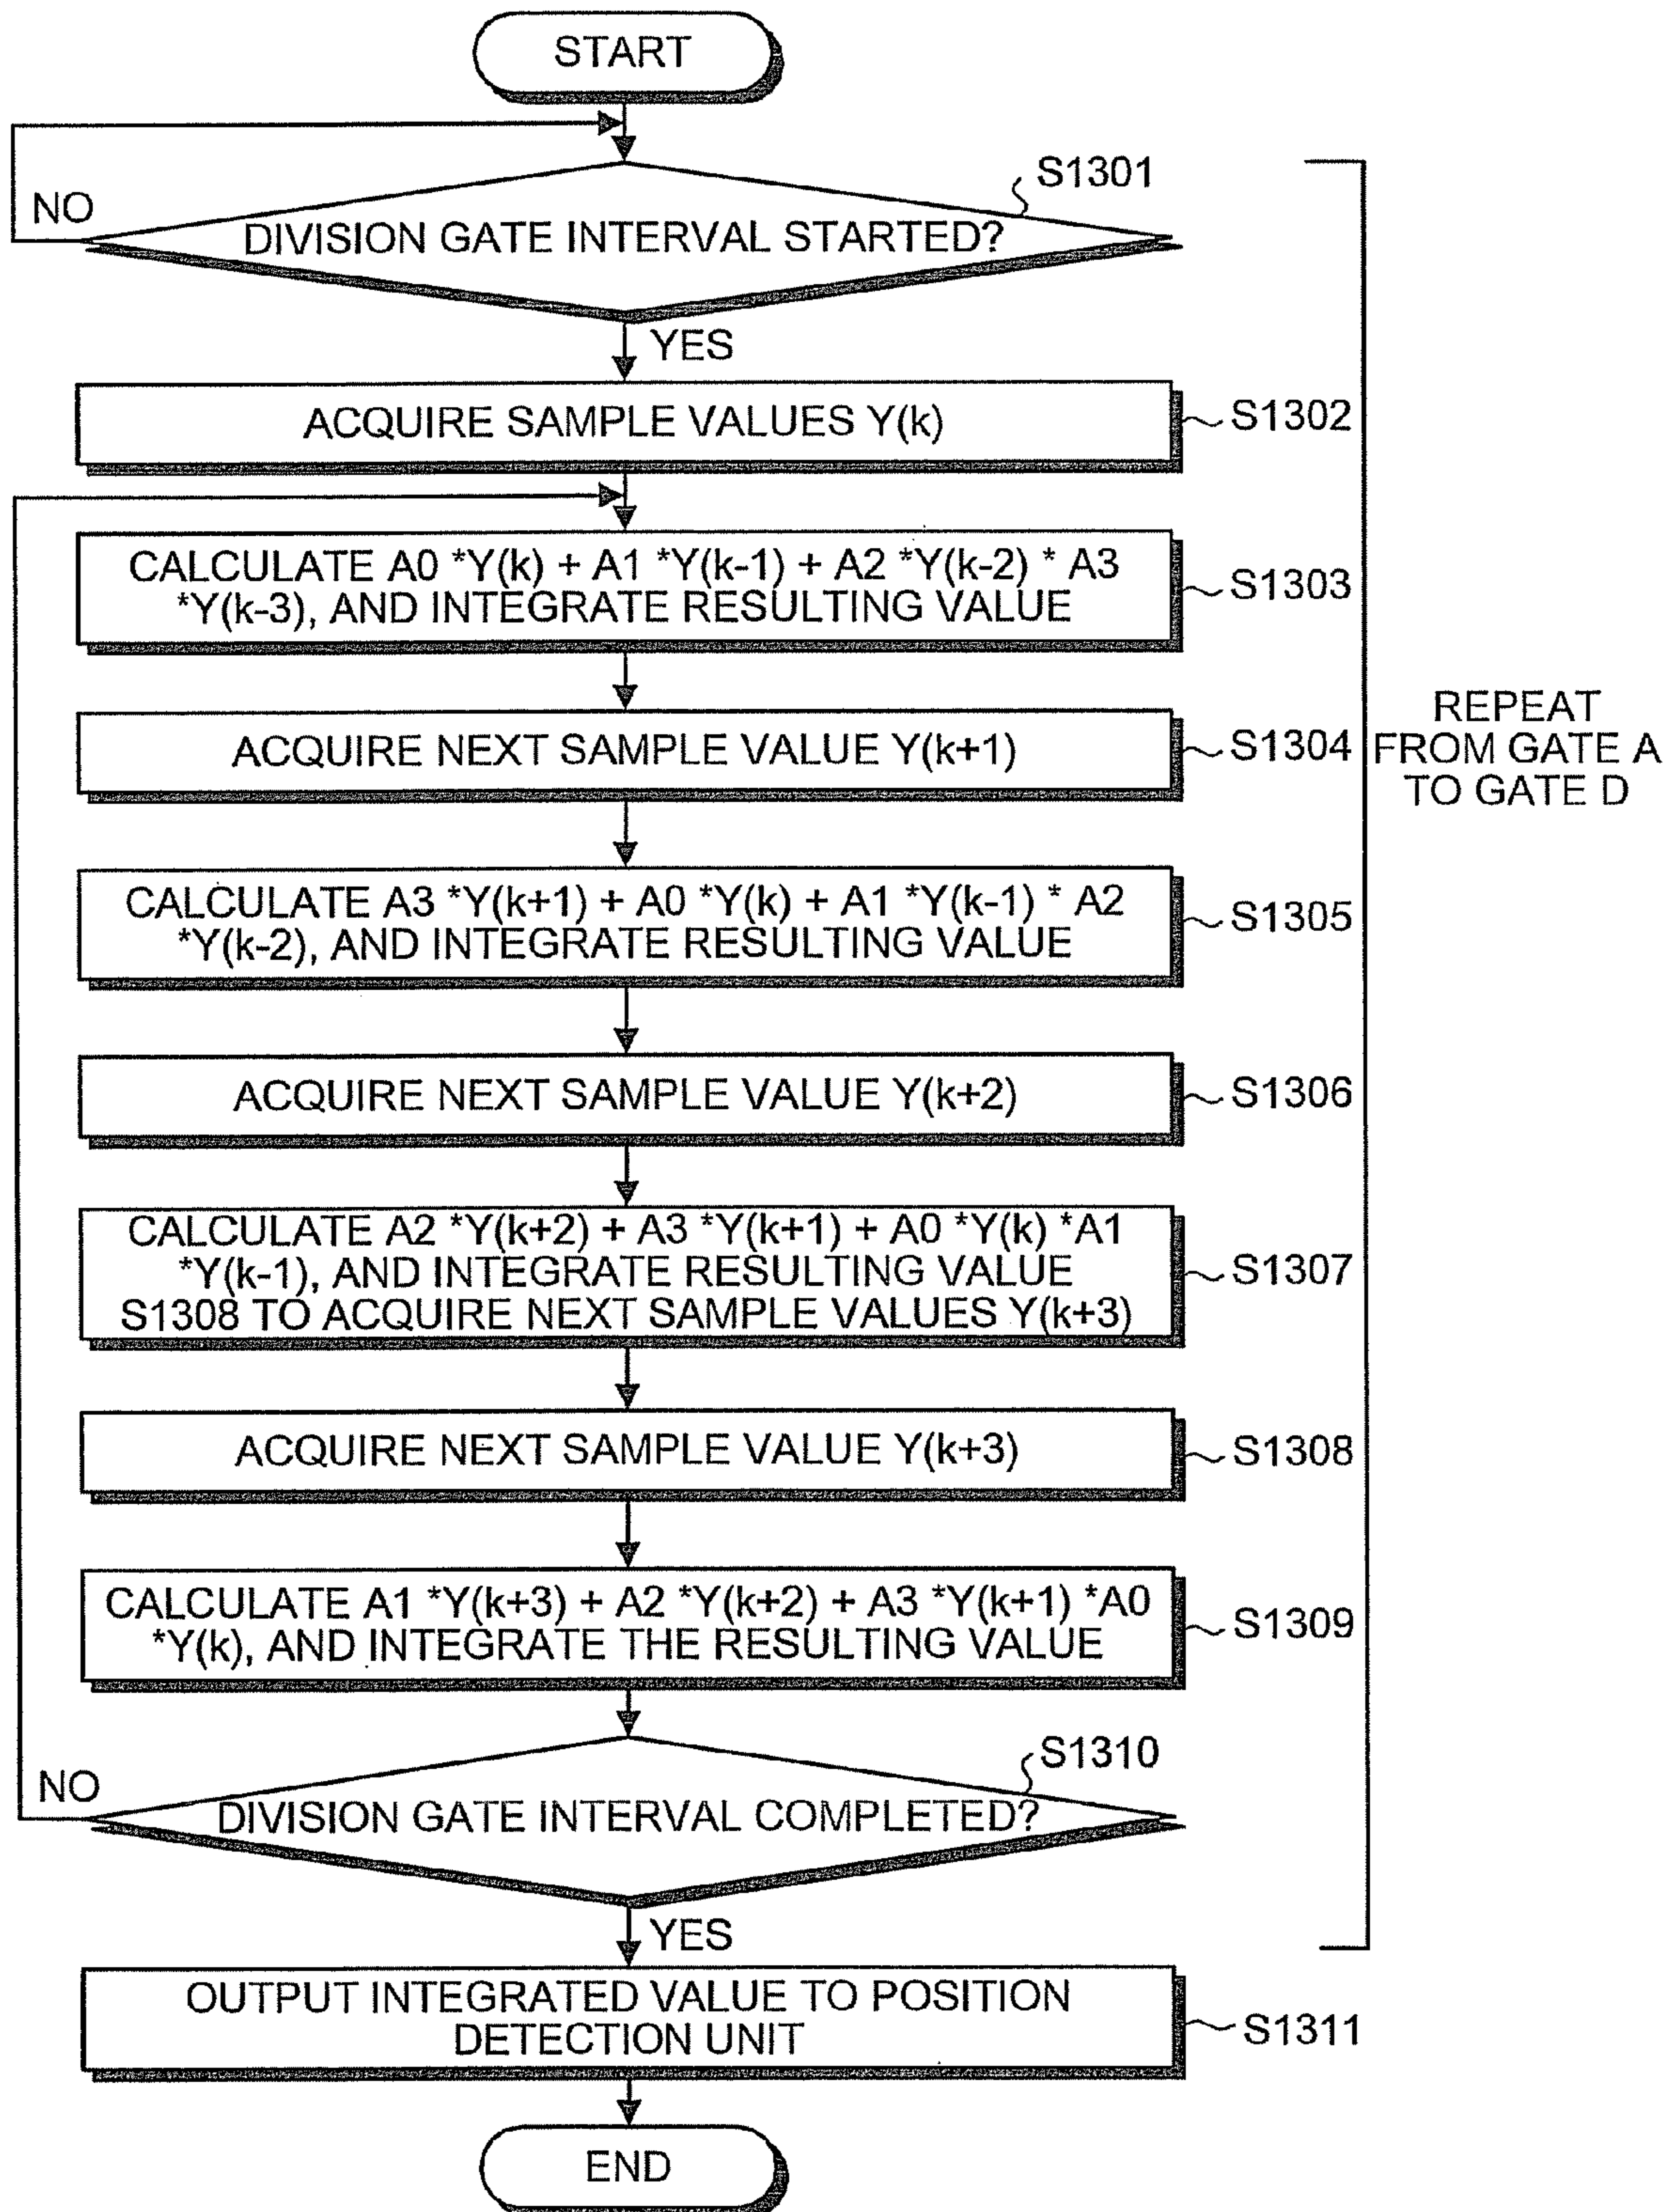 START
NO
S1301
DIVISION GATE INTERVAL STARTED?
YES
ACQUIRE SAMPLE VALUES Y(k)
S1302
CALCULATE A0 *Y(k) + A1 *Y(k-1) + A2 *Y(k-2) * A3
*Y(k-3), AND INTEGRATE RESULTING VALUE
S1303
ACQUIRE NEXT SAMPLE VALUE Y(k+1)
S1304
REPEAT
FROM GATE A
TO GATE D
CALCULATE A3 *Y(k+1) + A0 *Y(k) + A1 *Y(k-1) * A2
*Y(k-2), AND INTEGRATE RESULTING VALUE
S1305
ACQUIRE NEXT SAMPLE VALUE Y(k+2)
S1306
CALCULATE A2 *Y(k+2) + A3 *Y(k+1) + A0 *Y(k) *A1
*Y(k-1), AND INTEGRATE RESULTING VALUE
S1308 TO ACQUIRE NEXT SAMPLE VALUES Y(k+3)
S1307
ACQUIRE NEXT SAMPLE VALUE Y(k+3)
S1308
CALCULATE A1 *Y(k+3) + A2 *Y(k+2) + A3 *Y(k+1) *A0
*Y(k), AND INTEGRATE THE RESULTING VALUE
S1309
S1310
NO
DIVISION GATE INTERVAL COMPLETED?
YES
OUTPUT INTEGRATED VALUE TO POSITION
DETECTION UNIT
S1311
END